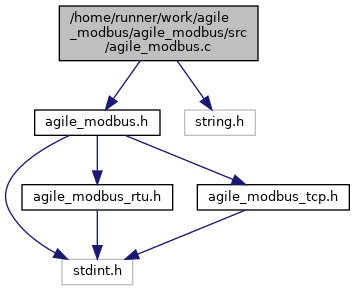 /home/runner/work/agile
_modbus/agile_modbus/src
/agile_modbus.c
agile_modbus.h
string.h
agile_modbus_rtu.h
agile_modbus_tcp.h
stdint.h